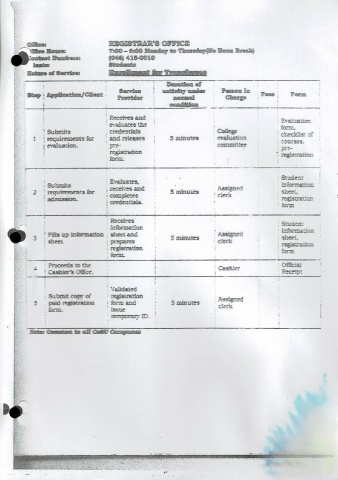 Office: REGISTRAR'S OFFICE
Office Hours: 7:00 – 6:00 Monday to Thursday(No Noon Break)
Contact Numbers: (046) 415-0010
Students
Nature of Service: Enrollment for Transferees
Step Application/Client Service Provider Duration of activity under normal condition Person in Charge Fees Form
1 Submits requirements for evaluation. Receives and evaluates the credentials and releases pre-registration form. 5 minutes College evaluation committee Evaluation form, checklist of courses, pre-registration
2 Submits requirements for admission. Evaluates, receives and completes credentials. 5 minutes Assigned clerk Student information sheet, registration form
3 Fills up information sheet. Receives information sheet and prepares registration form. 5 minutes Assigned clerk Student information sheet, registration form
4 Proceeds to the Cashier's Office. Cashier Official Receipt
5 Submit copy of paid registration form. Validated registration form and issue temporary ID. 5 minutes Assigned clerk
Note: Common to all CvSU Campuses